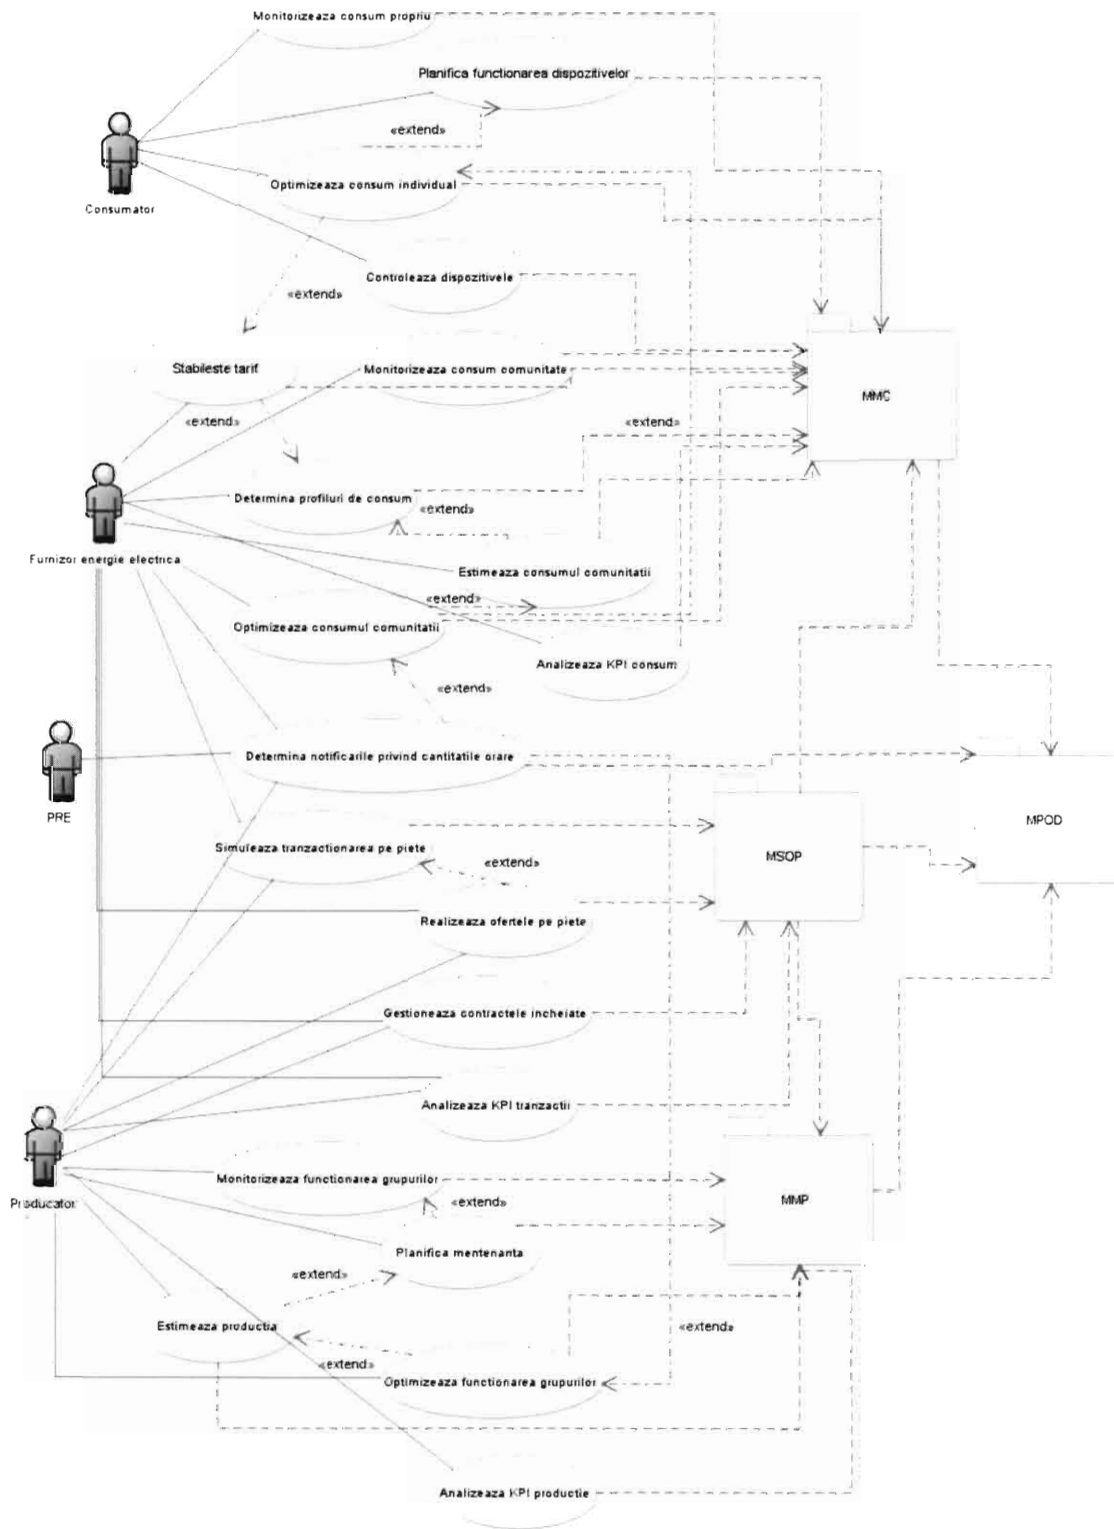 Monitorizeaza consum propriu
Planifica functionarea dispozitivelor
«extend»
Optimizeaza consum individual
Consumator
Controleaza dispozitivele
«extend»
Stabileste tarif
Monitorizeaza consum comunitate
MMC
«extend»
«extend»
Determina profiluri de consum
«extend»
Furnizor energie electrica
Estimeaza consumul comunitatii
«extend»
Optimizeaza consumul comunitatii
Analizeaza KPI consum
«extend»
Determina notificarile privind cantitatile orare
PRE
MPOD
Simuleaza tranzactionarea pe piete
MSOP
«extend»
Realizeaza ofertele pe piete
Gestioneaza contractele incheiate
Analizeaza KPI tranzactii
Monitorizeaza functionarea grupurilor
MMP
Producator
«extend»
Planifica mentenanta
«extend»
Estimeaza productia
«extend»
«extend»
Optimizeaza functionarea grupurilor
Analizeaza KPI productie